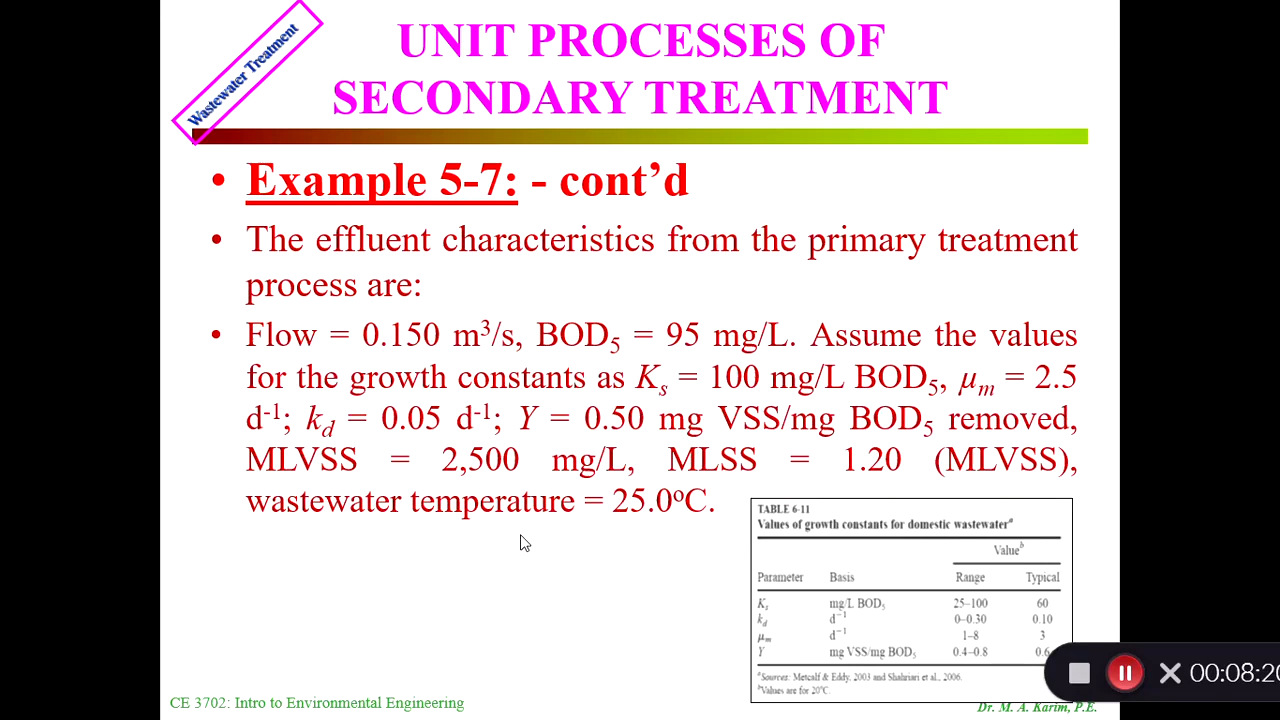 Wastewater Treatment
UNIT PROCESSES OF
SECONDARY TREATMENT
• Example 5-7: - cont’d
• The effluent characteristics from the primary treatment
process are:
• Flow = 0.150 m³/s, BOD₅ = 95 mg/L. Assume the values
for the growth constants as Kₛ = 100 mg/L BOD₅, μₘ = 2.5
d⁻¹; k_d = 0.05 d⁻¹; Y = 0.50 mg VSS/mg BOD₅ removed,
MLVSS = 2,500 mg/L, MLSS = 1.20 (MLVSS),
wastewater temperature = 25.0ᵒC.
TABLE 6-11
Values of growth constants for domestic wastewaterᵃ
Valueᵇ
Parameter Basis Range Typical
Kₛ mg/L BOD₅ 25–100 60
k_d d⁻¹ 0–0.30 0.10
μₘ d⁻¹ 1–8 3
Y mg VSS/mg BOD₅ 0.4–0.8 0.6
ᵃSources: Metcalf & Eddy, 2003 and Shahriari et al., 2006.
ᵇValues are for 20°C.
00:08:20
CE 3702: Intro to Environmental Engineering
Dr. M. A. Karim, P.E.